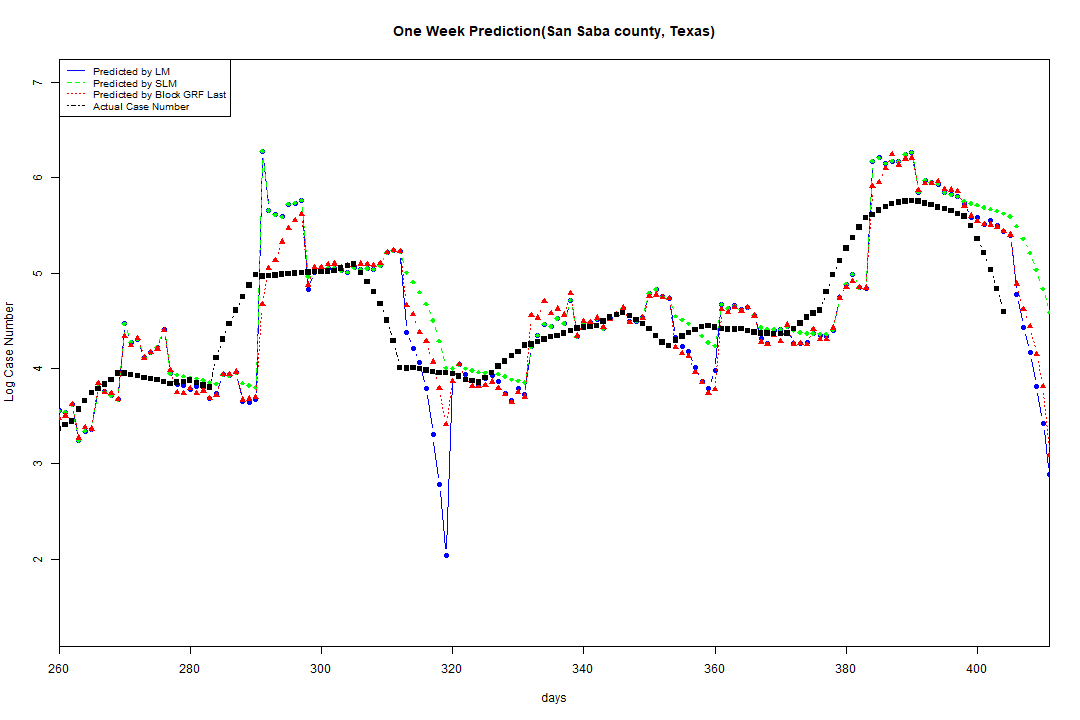 One Week Prediction(San Saba county, Texas)
Predicted by LM
Predicted by SLM
Predicted by Block GRF Last
Actual Case Number
7
6
5
4
3
2
Log Case Number
260 280 300 320 340 360 380 400
days